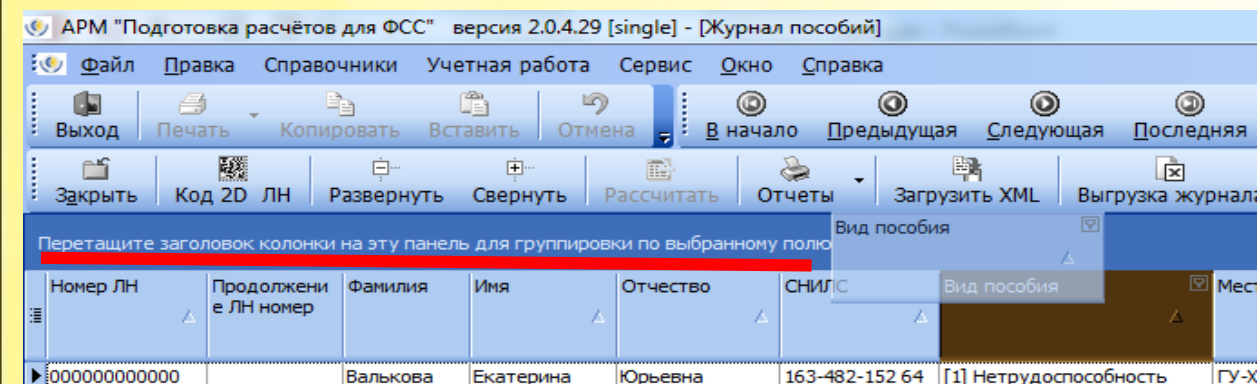 АРМ "Подготовка расчётов для ФСС" версия 2.0.4.29 [single] - [Журнал пособий]
Файл Правка Справочники Учетная работа Сервис Окно Справка
Выход Печать Копировать Вставить Отмена В начало Предыдущая Следующая Последняя
Закрыть Код 2D ЛН Развернуть Свернуть Рассчитать Отчеты Загрузить XML Выгрузка журнала
Перетащите заголовок колонки на эту панель для группировки по выбранному полю
Вид пособия
Номер ЛН Продолжени Фамилия Имя Отчество СНИЛС Вид пособия Мест
е ЛН номер
000000000000 Валькова Екатерина Юрьевна 163-482-152 64 [1] Нетрудоспособность ГУ-Х